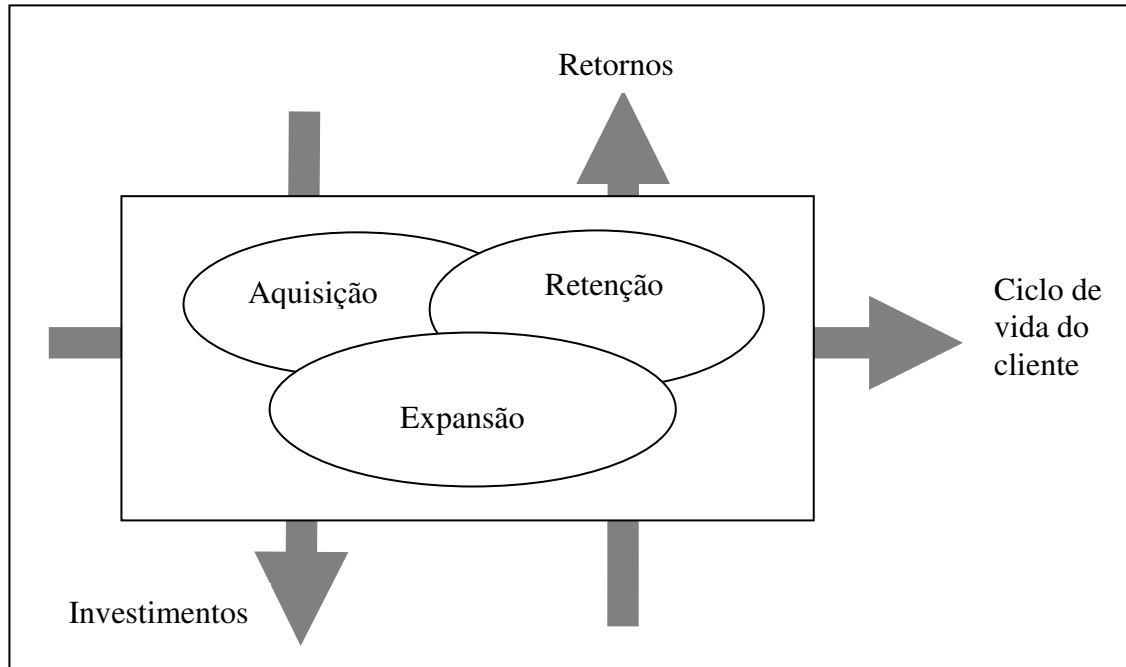 Retornos
Aquisição
Retenção
Ciclo de
vida do
cliente
Expansão
Investimentos